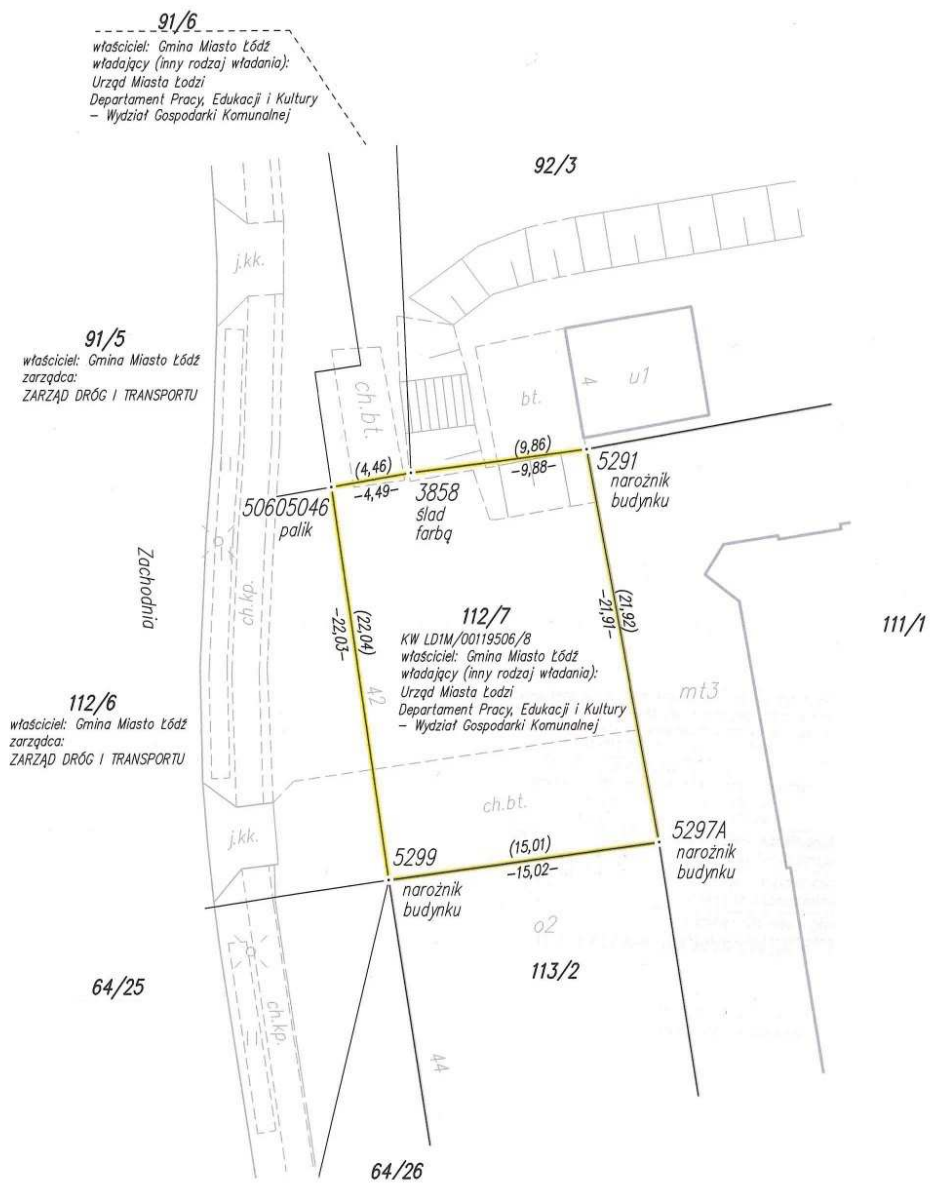 91/6
właściciel: Gmina Miasto Łódź
władający (inny rodzaj władania):
Urząd Miasta Łodzi
Departament Pracy, Edukacji i Kultury
– Wydział Gospodarki Komunalnej
92/3
j.kk.
91/5
właściciel: Gmina Miasto Łódź
zarządca:
ZARZĄD DRÓG I TRANSPORTU
ch.bt.
bt.
4
u1
(4,46)
-4,49-
(9,86)
-9,88-
50605046
palik
3858
ślad
farbą
5291
narożnik
budynku
Zachodnia
ch.kp.
(22,04)
-22,03-
42
(21,92)
-21,91-
112/7
KW LD1M/00119506/8
właściciel: Gmina Miasto Łódź
władający (inny rodzaj władania):
Urząd Miasta Łodzi
Departament Pracy, Edukacji i Kultury
– Wydział Gospodarki Komunalnej
111/1
mt3
112/6
właściciel: Gmina Miasto Łódź
zarządca:
ZARZĄD DRÓG I TRANSPORTU
ch.bt.
j.kk.
5299
narożnik
budynku
(15,01)
-15,02-
5297A
narożnik
budynku
o2
113/2
64/25
ch.kp.
44
64/26